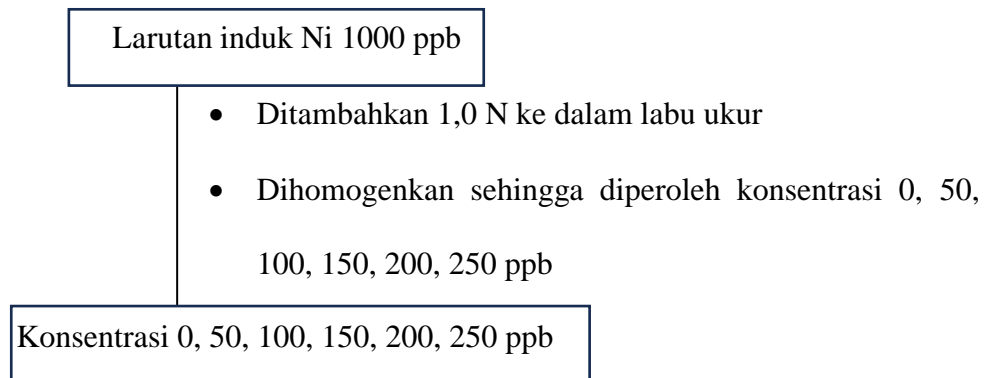 Larutan induk Ni 1000 ppb
• Ditambahkan 1,0 N ke dalam labu ukur
• Dihomogenkan sehingga diperoleh konsentrasi 0, 50,
100, 150, 200, 250 ppb
Konsentrasi 0, 50, 100, 150, 200, 250 ppb